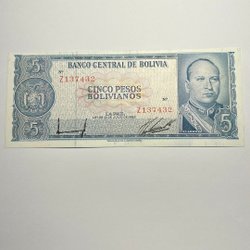 BANCO CENTRAL DE BOLIVIA
Nº
Z137432
CINCO PESOS
BOLIVIANOS
Nº
Z137432
5
5